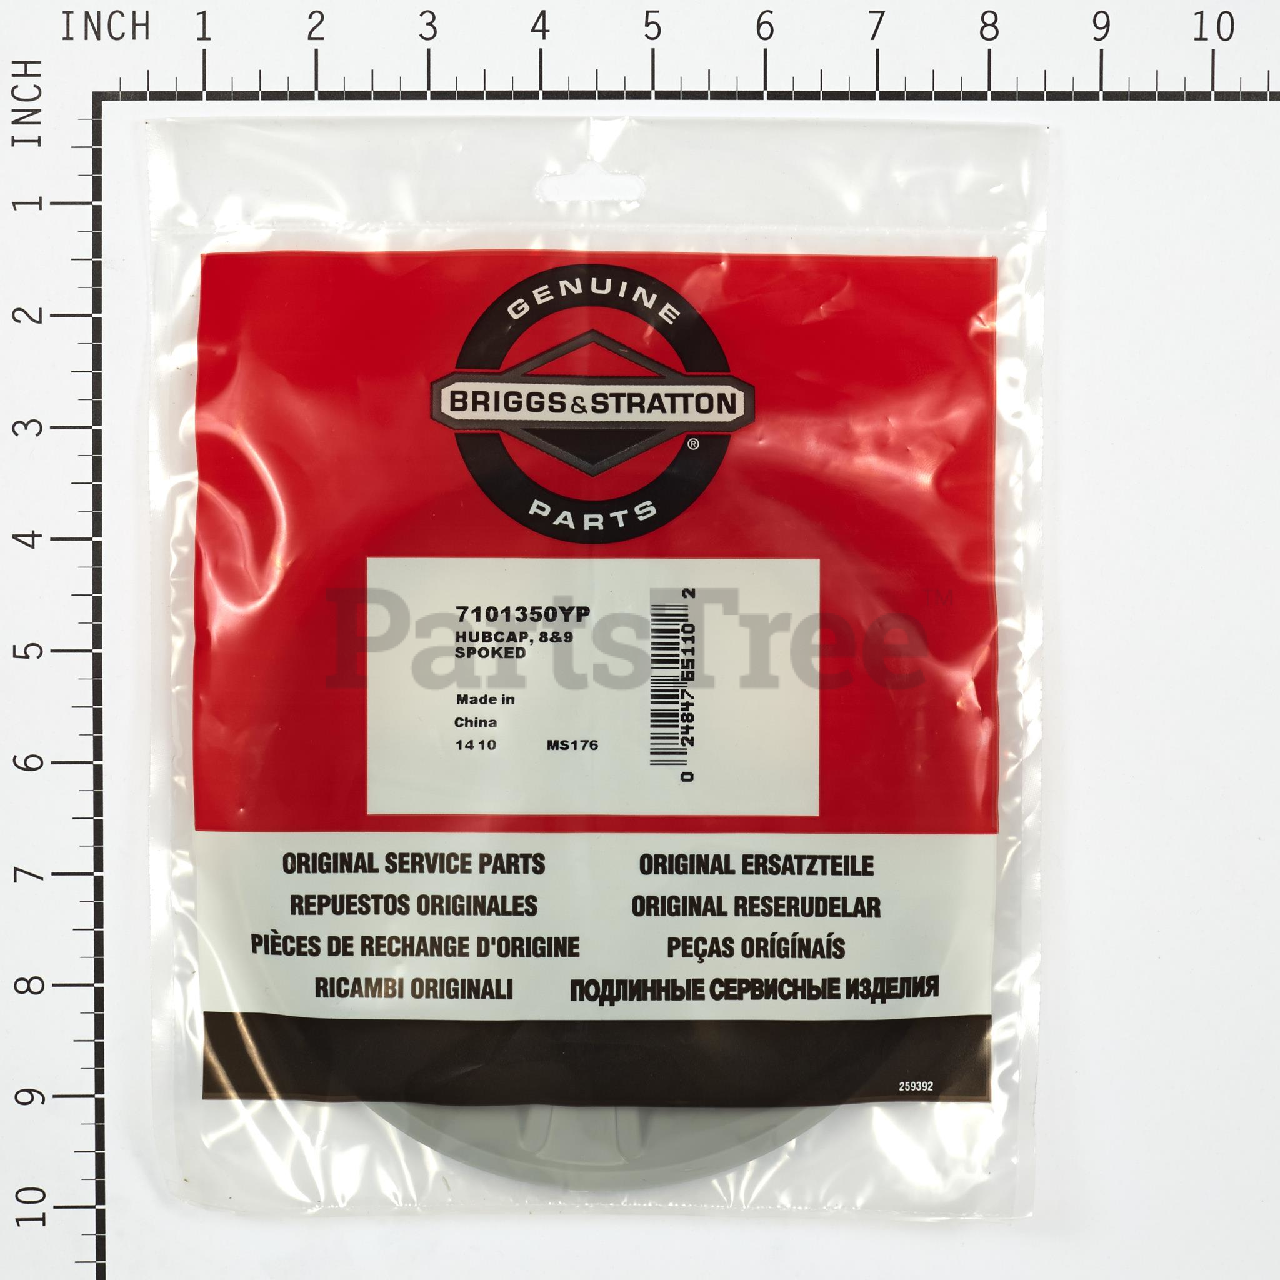 INCH 1 2 3 4 5 6 7 8 9 10
INCH 1 2 3 4 5 6 7 8 9 10
GENUINE
BRIGGS & STRATTON
®
PARTS
PartsTree™
7101350YP
HUBCAP, 8&9
SPOKED
Made in
China
14 10 MS176
0 24847 65110 2
ORIGINAL SERVICE PARTS
ORIGINAL ERSATZTEILE
REPUESTOS ORIGINALES
ORIGINAL RESERUDELAR
PIÈCES DE RECHANGE D'ORIGINE
PEÇAS ORÍGÍNAÍS
RICAMBI ORIGINALI
ПОДЛИННЫЕ СЕРВИСНЫЕ ИЗДЕЛИЯ
259392